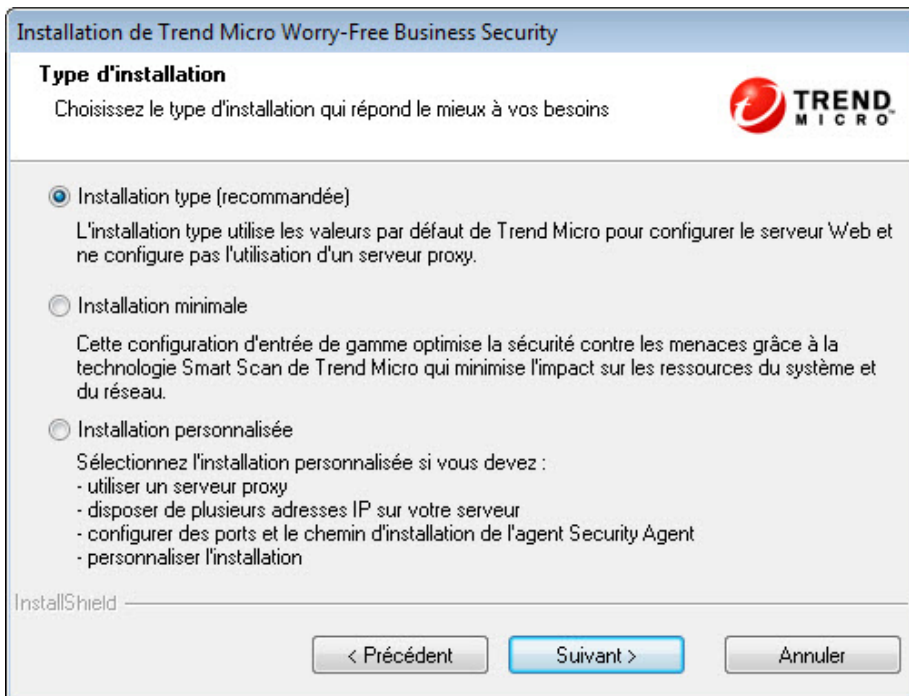 Installation de Trend Micro Worry-Free Business Security
Type d'installation
Choisissez le type d'installation qui répond le mieux à vos besoins
TREND
MICRO™
Installation type (recommandée)
L'installation type utilise les valeurs par défaut de Trend Micro pour configurer le serveur Web et
ne configure pas l'utilisation d'un serveur proxy.
Installation minimale
Cette configuration d'entrée de gamme optimise la sécurité contre les menaces grâce à la
technologie Smart Scan de Trend Micro qui minimise l'impact sur les ressources du système et
du réseau.
Installation personnalisée
Sélectionnez l'installation personnalisée si vous devez :
- utiliser un serveur proxy
- disposer de plusieurs adresses IP sur votre serveur
- configurer des ports et le chemin d'installation de l'agent Security Agent
- personnaliser l'installation
InstallShield
< Précédent
Suivant >
Annuler